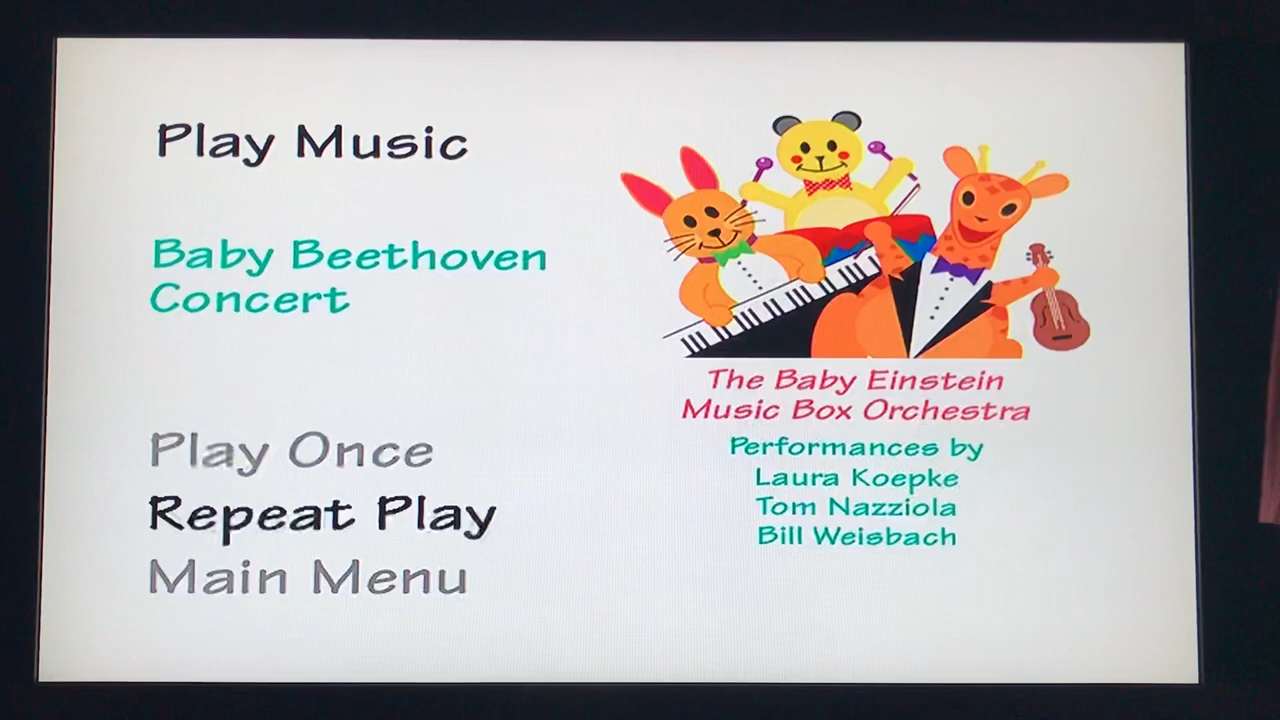 Play Music
Baby Beethoven
Concert
Play Once
Repeat Play
Main Menu
The Baby Einstein
Music Box Orchestra
Performances by
Laura Koepke
Tom Nazziola
Bill Weisbach